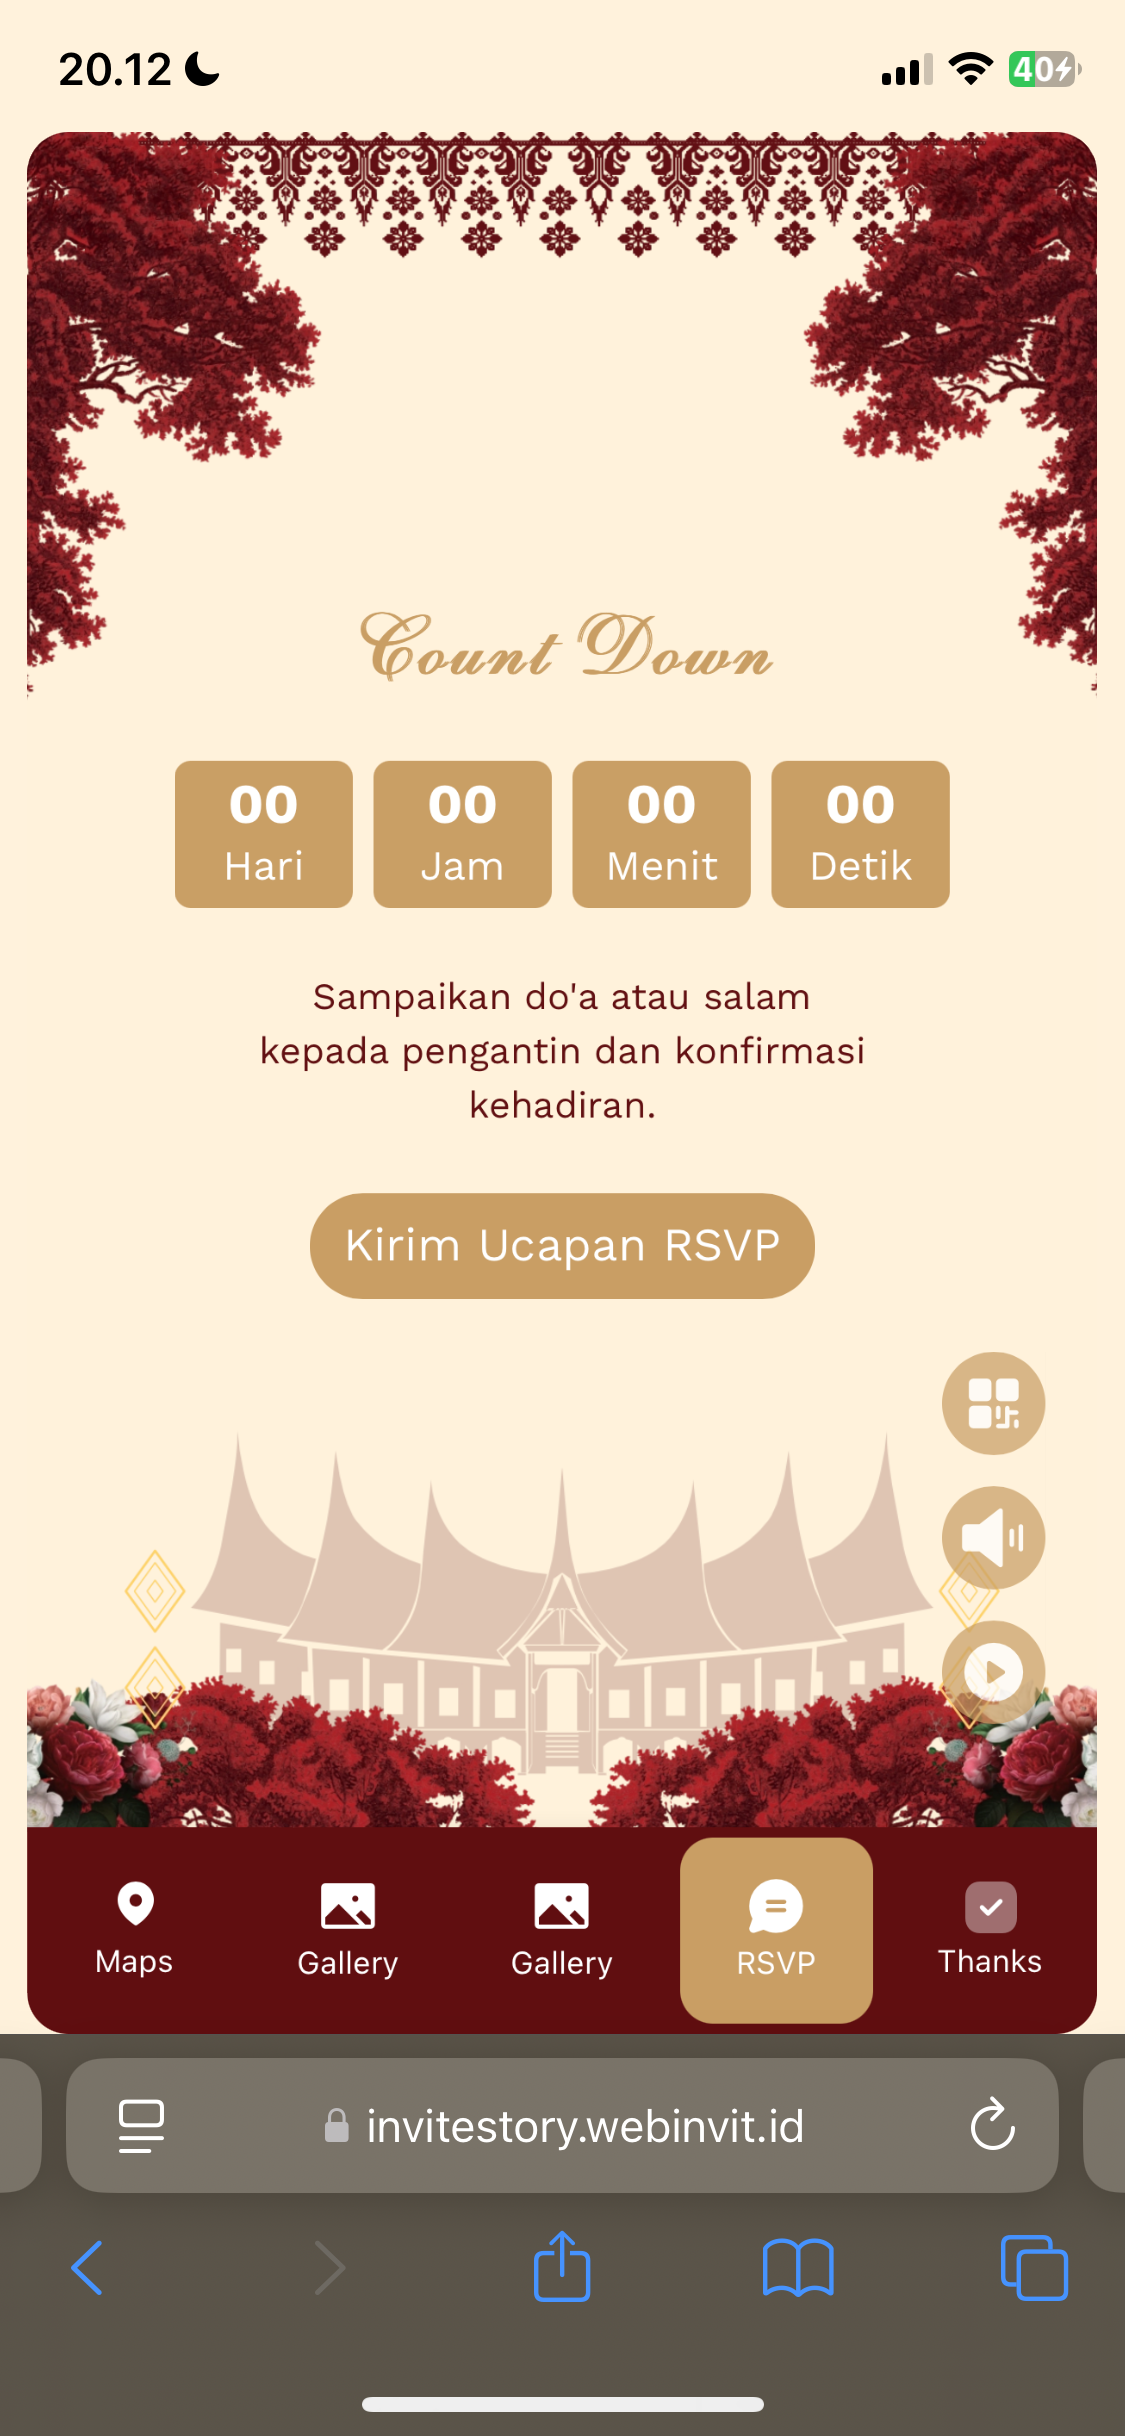 20.12
40
Count Down
00 00 00 00
Hari Jam Menit Detik
Sampaikan do'a atau salam
kepada pengantin dan konfirmasi
kehadiran.
Kirim Ucapan RSVP
Maps Gallery Gallery RSVP Thanks
invitestory.webinvit.id